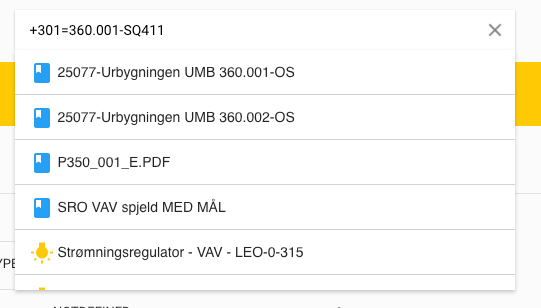 +301=360.001-SQ411
25077-Urbygningen UMB 360.001-OS
25077-Urbygningen UMB 360.002-OS
P350_001_E.PDF
SRO VAV spjeld MED MÅL
Strømningsregulator - VAV - LEO-0-315